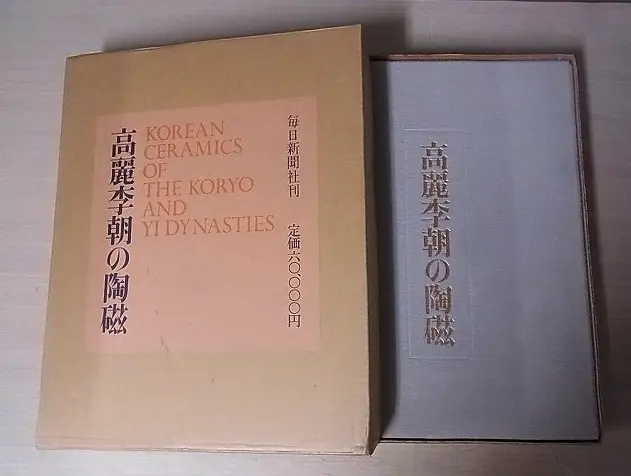 高麗李朝の陶磁
KOREAN
CERAMICS
OF
THE KORYO
AND
YI DYNASTIES
毎日新聞社刊
定価六〇、〇〇〇円
高麗李朝の陶磁